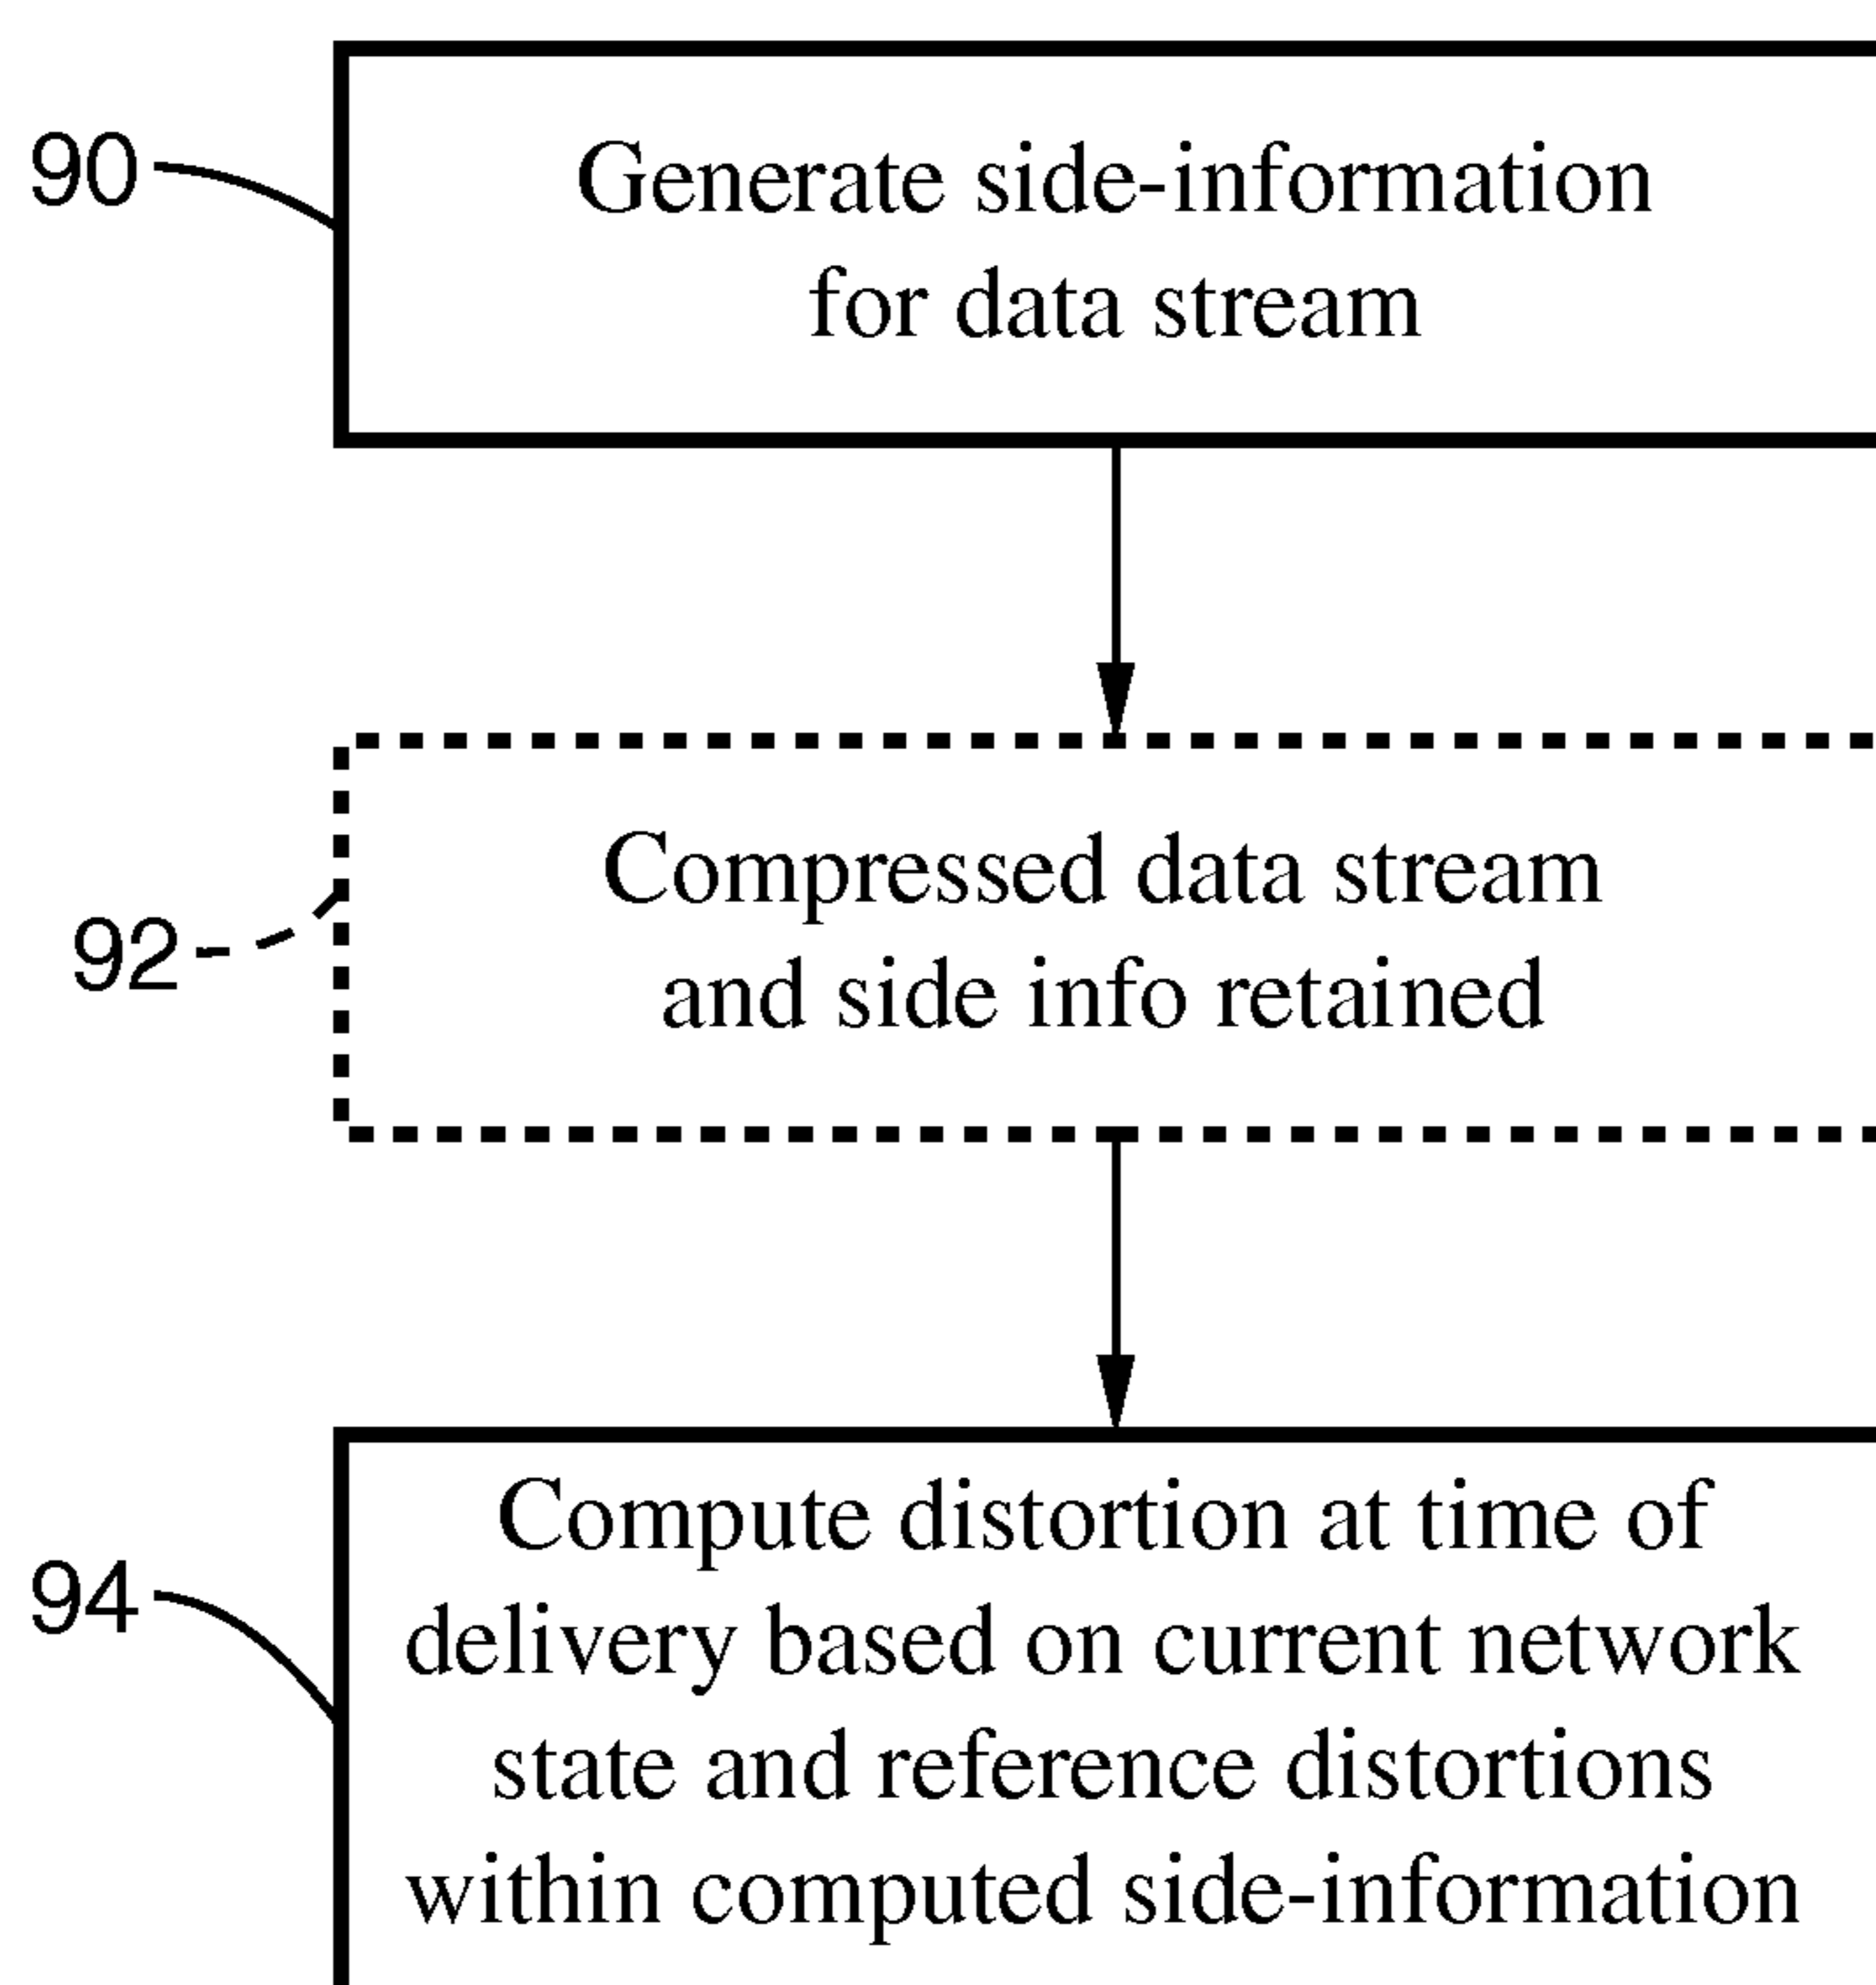 90
Generate side-information
for data stream
92
Compressed data stream
and side info retained
94
Compute distortion at time of
delivery based on current network
state and reference distortions
within computed side-information